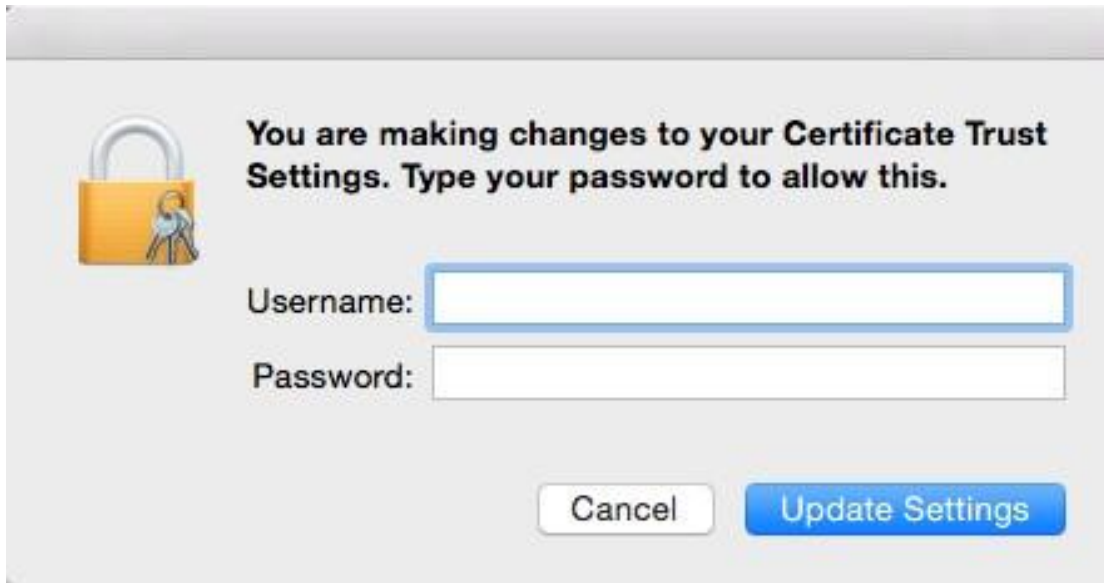 You are making changes to your Certificate Trust
Settings. Type your password to allow this.
Username:
Password:
Cancel
Update Settings